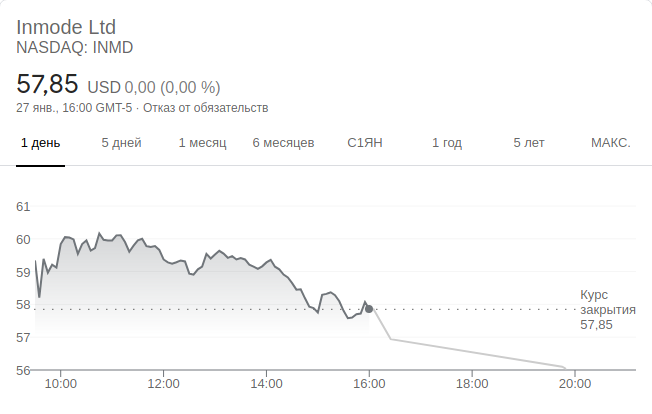 Inmode Ltd
NASDAQ: INMD
57,85 USD 0,00 (0,00 %)
27 янв., 16:00 GMT-5 · Отказ от обязательств
1 день 5 дней 1 месяц 6 месяцев С1ЯН 1 год 5 лет МАКС.
61
60
59
58
57
56
Курс
закрытия
57,85
10:00 12:00 14:00 16:00 18:00 20:00